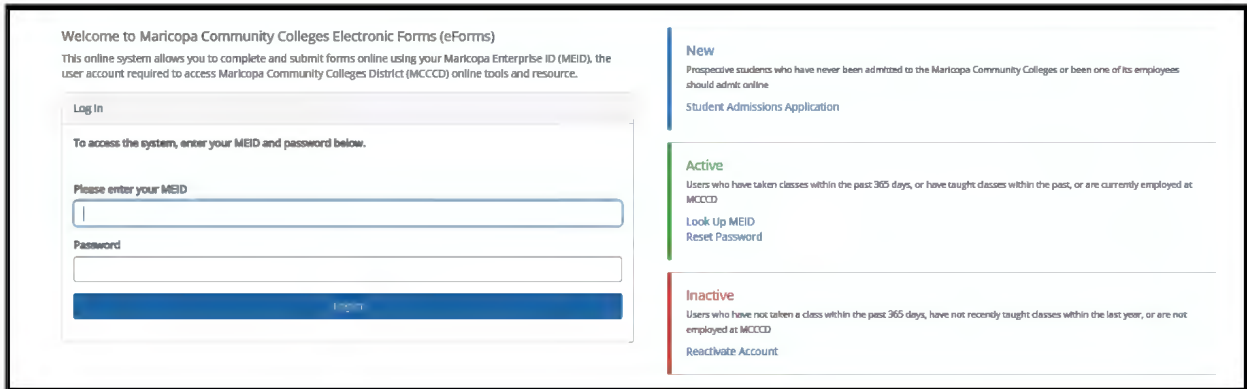 Welcome to Maricopa Community Colleges Electronic Forms (eForms)
This online system allows you to complete and submit forms online using your Maricopa Enterprise ID (MEID), the
user account required to access Maricopa Community Colleges District (MCCCD) online tools and resource.
Log In
To access the system, enter your MEID and password below.
Please enter your MEID
Password
New
Prospective students who have never been admitted to the Maricopa Community Colleges or been one of its employees
should admit online
Student Admissions Application
Active
Users who have taken classes within the past 365 days, or have taught classes within the past, or are currently employed at
MCCCD
Look Up MEID
Reset Password
Inactive
Users who have not taken a class within the past 365 days, have not recently taught classes within the last year, or are not
employed at MCCCD
Reactivate Account